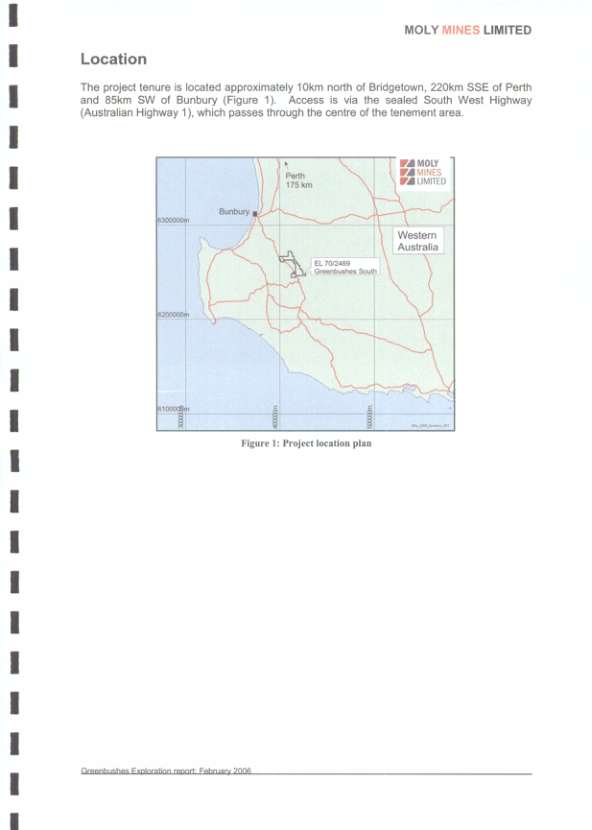 MOLY MINES LIMITED
Location
The project tenure is located approximately 10km north of Bridgetown, 220km SSE of Perth
and 85km SW of Bunbury (Figure 1). Access is via the sealed South West Highway
(Australian Highway 1), which passes through the centre of the tenement area.
MOLY
MINES
LIMITED
Perth
175 km
Bunbury
6300000m
Western
Australia
EL 70/2469
Greenbushes South
6200000m
6100000m
300000m
400000m
500000m
Figure 1: Project location plan
Greenbushes Exploration report: February 2006